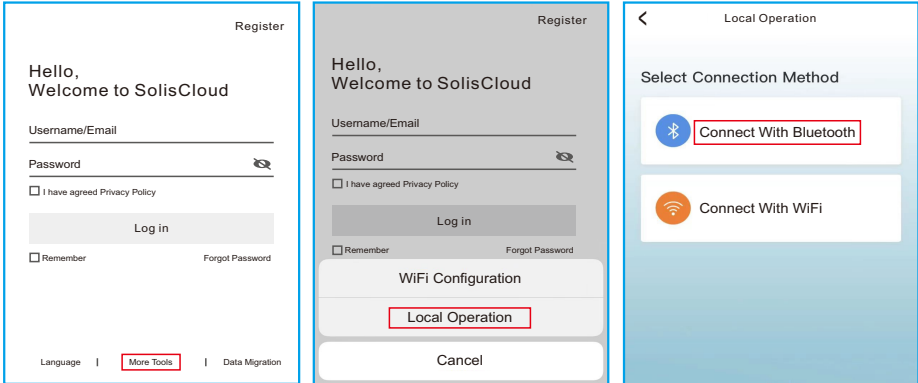 Register
Hello,
Welcome to SolisCloud
Username/Email
Password
I have agreed Privacy Policy
Log in
Remember Forgot Password
Language | More Tools | Data Migration
Register
Hello,
Welcome to SolisCloud
Username/Email
Password
I have agreed Privacy Policy
Log in
Remember Forgot Password
WiFi Configuration
Local Operation
Cancel
Local Operation
Select Connection Method
Connect With Bluetooth
Connect With WiFi